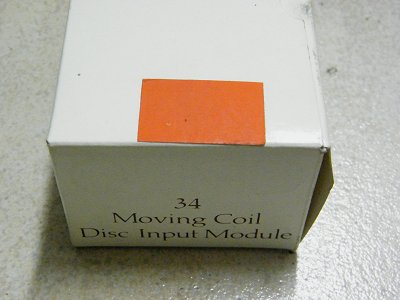 34
Moving Coil
Disc Input Module